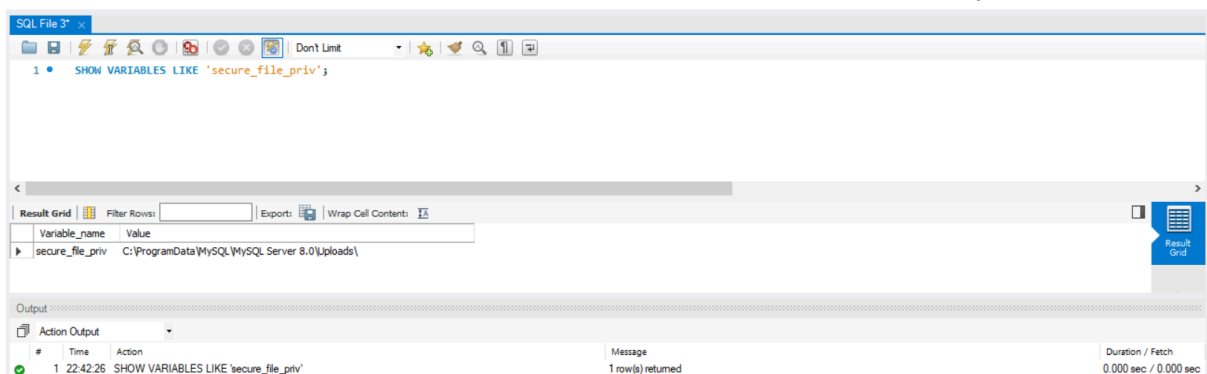 SQL File 3*
Don't Limit
1 SHOW VARIABLES LIKE 'secure_file_priv';
Result Grid Filter Rows: Export: Wrap Cell Content: IA
Variable_name Value
secure_file_priv C:\ProgramData\MySQL\MySQL Server 8.0\Uploads\
Result
Grid
Output
Action Output
# Time Action Message Duration / Fetch
1 22:42:26 SHOW VARIABLES LIKE 'secure_file_priv' 1 row(s) returned 0.000 sec / 0.000 sec